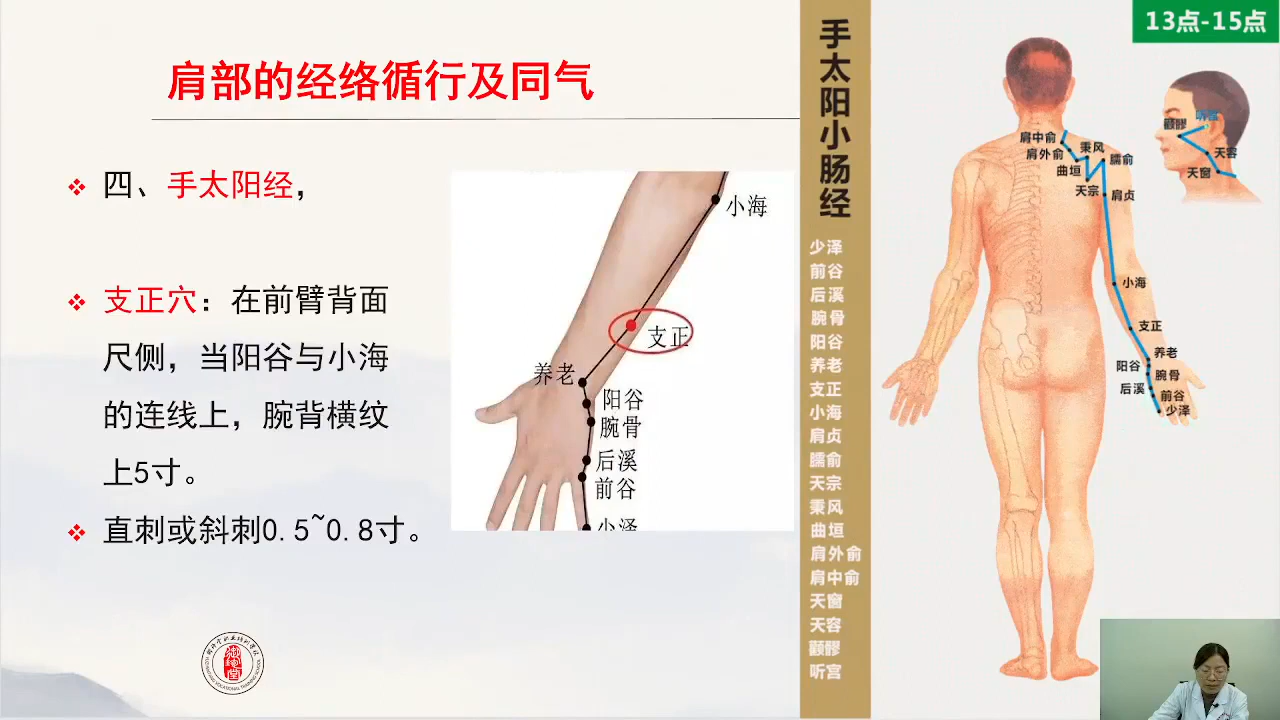 肩部的经络循行及同气
四、手太阳经，
支正穴：在前臂背面
尺侧，当阳谷与小海
的连线上，腕背横纹
上5寸。
直刺或斜刺0.5~0.8寸。
小海
支正
养老
阳谷
腕骨
后溪
前谷
少泽
手太阳小肠经
少泽
前谷
后溪
腕骨
阳谷
养老
支正
小海
肩贞
臑俞
天宗
秉风
曲垣
肩外俞
肩中俞
天窗
天容
颧髎
听宫
13点-15点
颧髎
听宫
天容
天窗
肩中俞
肩外俞
秉风
臑俞
曲垣
天宗
肩贞
小海
支正
养老
阳谷
腕骨
后溪
前谷
少泽